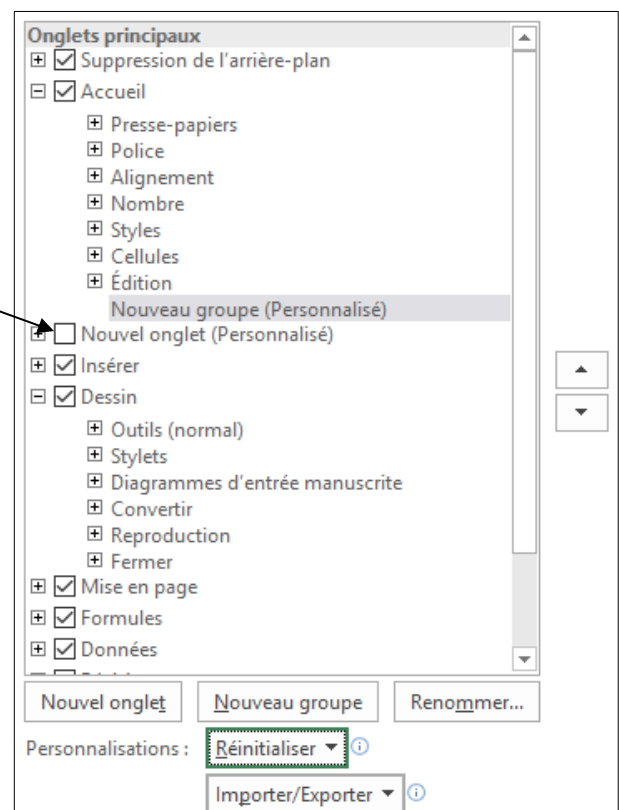 Onglets principaux
Suppression de l'arrière-plan
Accueil
Presse-papiers
Police
Alignement
Nombre
Styles
Cellules
Édition
Nouveau groupe (Personnalisé)
Nouvel onglet (Personnalisé)
Insérer
Dessin
Outils (normal)
Stylets
Diagrammes d'entrée manuscrite
Convertir
Reproduction
Fermer
Mise en page
Formules
Données
Nouvel onglet Nouveau groupe Renommer...
Personnalisations : Réinitialiser
Importer/Exporter